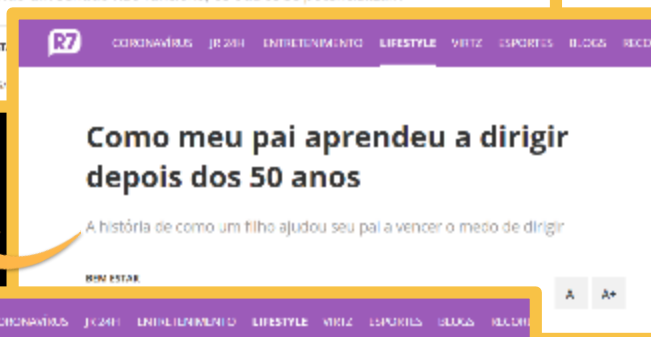 R7 CORONAVÍRUS JR 24H ENTRETENIMENTO LIFESTYLE VIRTZ ESPORTES BLOGS
Como meu pai aprendeu a dirigir
depois dos 50 anos
A história de como um filho ajudou seu pai a vencer o medo de dirigir
BEM ESTAR
A A+
JR 24H ENTRETENIMENTO LIFESTYLE VIRTZ ESPORTES BLOGS